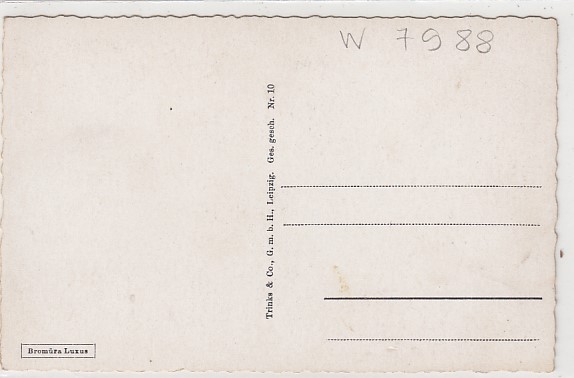 W 7988
Trinks & Co., G. m. b. H., Leipzig. Ges. gesch. Nr. 10
Bromüra Luxus